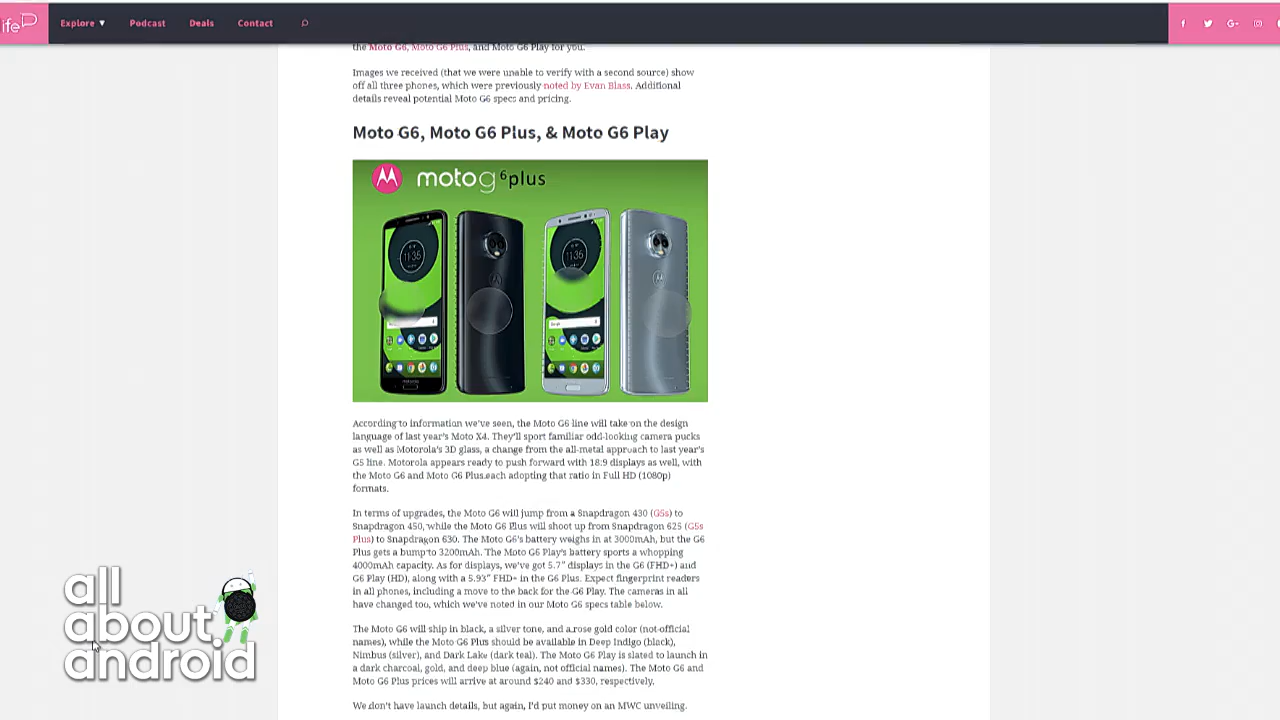 ife
Explore ▼ Podcast Deals Contact
the Moto G6, Moto G6 Plus, and Moto G6 Play for you.
Images we received (that we were unable to verify with a second source) show
off all three phones, which were previously noted by Evan Blass. Additional
details reveal potential Moto G6 specs and pricing.
Moto G6, Moto G6 Plus, & Moto G6 Play
moto g6 plus
11:35
11:35
According to information we've seen, the Moto G6 line will take on the design
language of last year's Moto X4. They'll sport familiar odd-looking camera pucks
as well as Motorola's 3D glass, a change from the all-metal approach to last year's
G5 line. Motorola appears ready to push forward with 18:9 displays as well, with
the Moto G6 and Moto G6 Plus each adopting that ratio in Full HD (1080p)
formats.
In terms of upgrades, the Moto G6 will jump from a Snapdragon 430 (G5s) to
Snapdragon 450, while the Moto G6 Plus will shoot up from Snapdragon 625 (G5s
Plus) to Snapdragon 630. The Moto G6's battery weighs in at 3000mAh, but the G6
Plus gets a bump to 3200mAh. The Moto G6 Play's battery sports a whopping
4000mAh capacity. As for displays, we've got 5.7" displays in the G6 (FHD+) and
G6 Play (HD), along with a 5.93" FHD+ in the G6 Plus. Expect fingerprint readers
in all phones, including a move to the back for the G6 Play. The cameras in all
have changed too, which we've noted in our Moto G6 specs table below.
The Moto G6 will ship in black, a silver tone, and a rose gold color (not official
names), while the Moto G6 Plus should be available in Deep Indigo (black),
Nimbus (silver), and Dark Lake (dark teal). The Moto G6 Play is slated to launch in
a dark charcoal, gold, and deep blue (again, not official names). The Moto G6 and
Moto G6 Plus prices will arrive at around $240 and $330, respectively.
We don't have launch details, but again, I'd put money on an MWC unveiling.
all
about
android